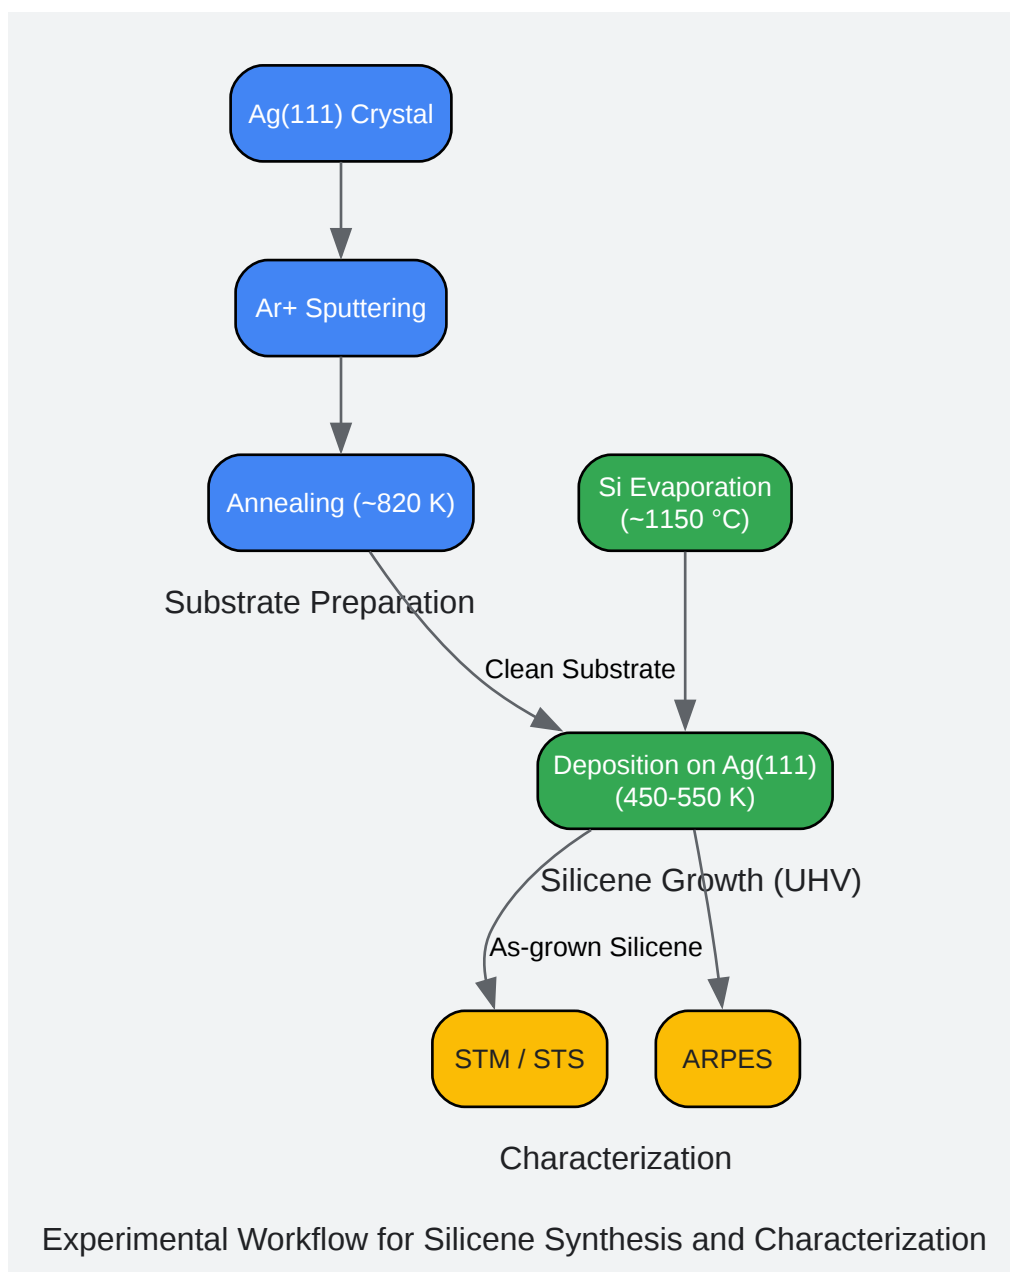 Ag(111) Crystal
Ar+ Sputtering
Annealing (~820 K)
Si Evaporation
(~1150 °C)
Substrate Preparation
Clean Substrate
Deposition on Ag(111)
(450-550 K)
Silicene Growth (UHV)
As-grown Silicene
STM / STS
ARPES
Characterization
Experimental Workflow for Silicene Synthesis and Characterization